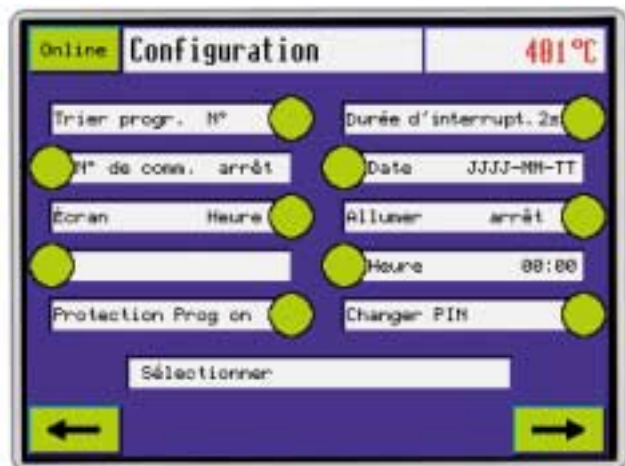 Online Configuration 401°C
Trier progr. N°
Durée d'interrupt. 2s
N° de comm. arrêt
Date JJJJ-MM-TT
Écran Heure
Allumer arrêt
Heure 00:00
Protection Prog on
Changer PIN
Sélectionner